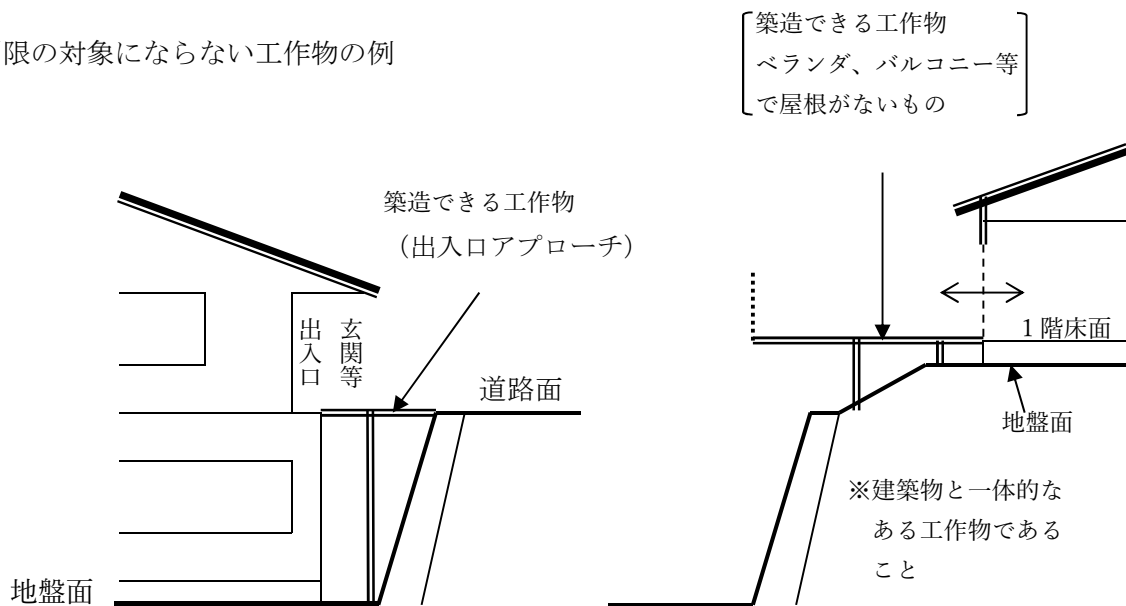 限の対象にならない工作物の例
築造できる工作物
ベランダ、バルコニー等
で屋根がないもの
築造できる工作物
（出入口アプローチ）
出入口
玄関等
道路面
地盤面
1階床面
地盤面
※建築物と一体的な
ある工作物である
こと